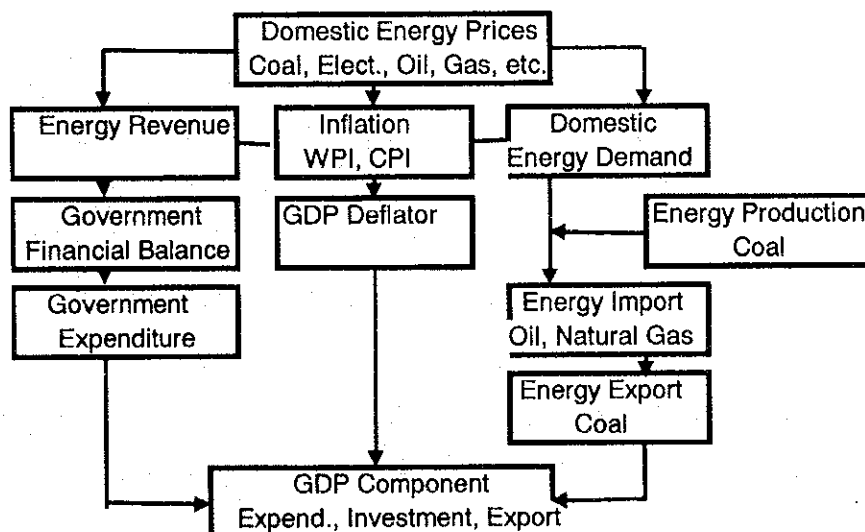 Domestic Energy Prices
Coal, Elect., Oil, Gas, etc.
Energy Revenue
Inflation
WPI, CPI
Domestic
Energy Demand
Government
Financial Balance
GDP Deflator
Energy Production
Coal
Government
Expenditure
Energy Import
Oil, Natural Gas
Energy Export
Coal
GDP Component
Expend., Investment, Export